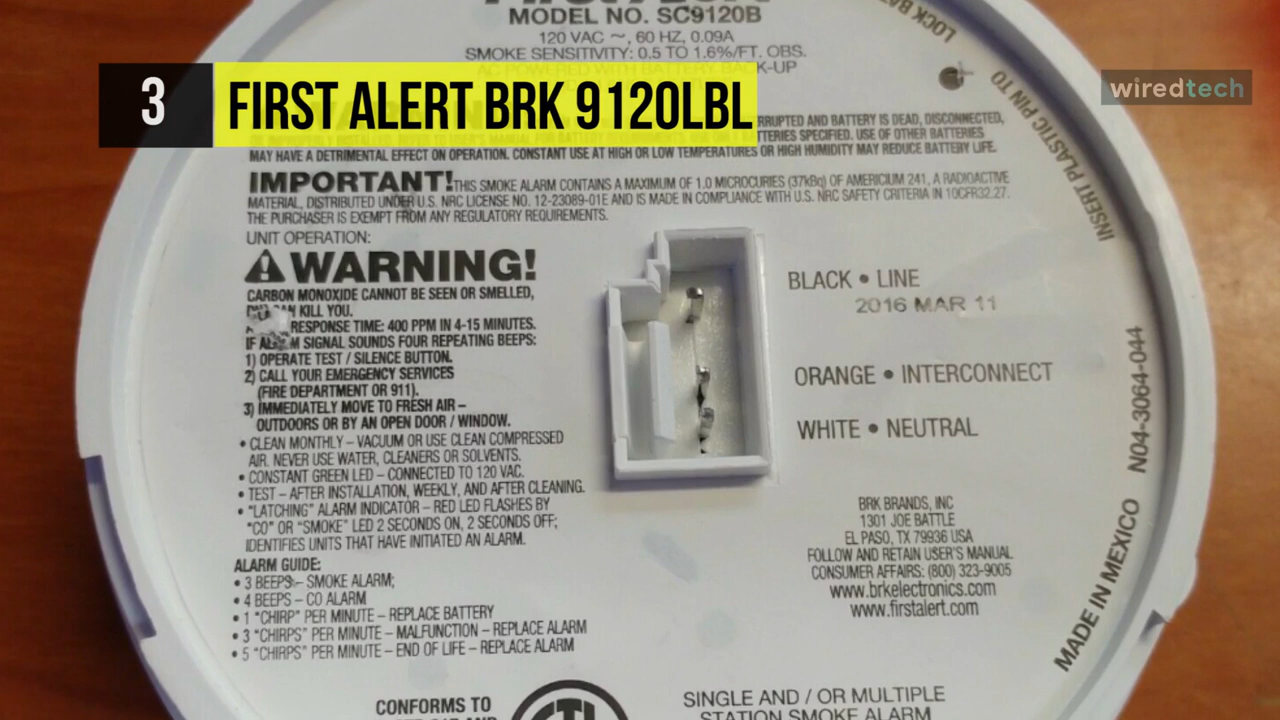 MODEL NO. SC9120B
120 VAC ~, 60 HZ, 0.09A
SMOKE SENSITIVITY: 0.5 TO 1.6%/FT. OBS.
AC POWERED WITH BATTERY BACK-UP
3
FIRST ALERT BRK 9120LBL
wiredtech
LOCK
INSERT PLASTIC PIN TO
ERRUPTED AND BATTERY IS DEAD, DISCONNECTED,
TTERIES SPECIFIED. USE OF OTHER BATTERIES
MAY HAVE A DETRIMENTAL EFFECT ON OPERATION. CONSTANT USE AT HIGH OR LOW TEMPERATURES OR HIGH HUMIDITY MAY REDUCE BATTERY LIFE.
IMPORTANT! THIS SMOKE ALARM CONTAINS A MAXIMUM OF 1.0 MICROCURIES (37kBq) OF AMERICIUM 241, A RADIOACTIVE
MATERIAL, DISTRIBUTED UNDER U.S. NRC LICENSE NO. 12-23089-01E AND IS MADE IN COMPLIANCE WITH U.S. NRC SAFETY CRITERIA IN 10CFR32.27.
THE PURCHASER IS EXEMPT FROM ANY REGULATORY REQUIREMENTS.
UNIT OPERATION:
WARNING!
CARBON MONOXIDE CANNOT BE SEEN OR SMELLED,
KILL YOU.
RESPONSE TIME: 400 PPM IN 4-15 MINUTES.
IF ALARM SIGNAL SOUNDS FOUR REPEATING BEEPS:
1) OPERATE TEST / SILENCE BUTTON.
2) CALL YOUR EMERGENCY SERVICES
(FIRE DEPARTMENT OR 911).
3) IMMEDIATELY MOVE TO FRESH AIR –
OUTDOORS OR BY AN OPEN DOOR / WINDOW.
• CLEAN MONTHLY – VACUUM OR USE CLEAN COMPRESSED
AIR. NEVER USE WATER, CLEANERS OR SOLVENTS.
• CONSTANT GREEN LED – CONNECTED TO 120 VAC.
• TEST – AFTER INSTALLATION, WEEKLY, AND AFTER CLEANING.
• "LATCHING" ALARM INDICATOR – RED LED FLASHES BY
"CO" OR "SMOKE" LED 2 SECONDS ON, 2 SECONDS OFF;
IDENTIFIES UNITS THAT HAVE INITIATED AN ALARM.
ALARM GUIDE:
• 3 BEEPS – SMOKE ALARM;
• 4 BEEPS – CO ALARM
• 1 "CHIRP" PER MINUTE – REPLACE BATTERY
• 3 "CHIRPS" PER MINUTE – MALFUNCTION – REPLACE ALARM
• 5 "CHIRPS" PER MINUTE – END OF LIFE – REPLACE ALARM
BLACK • LINE
2016 MAR 11
ORANGE • INTERCONNECT
WHITE • NEUTRAL
BRK BRANDS, INC
1301 JOE BATTLE
EL PASO, TX 79936 USA
FOLLOW AND RETAIN USER'S MANUAL
CONSUMER AFFAIRS: (800) 323-9005
www.brkelectronics.com
www.firstalert.com
N04-3064-044
MADE IN MEXICO
CONFORMS TO
SINGLE AND / OR MULTIPLE
STATION SMOKE ALARM